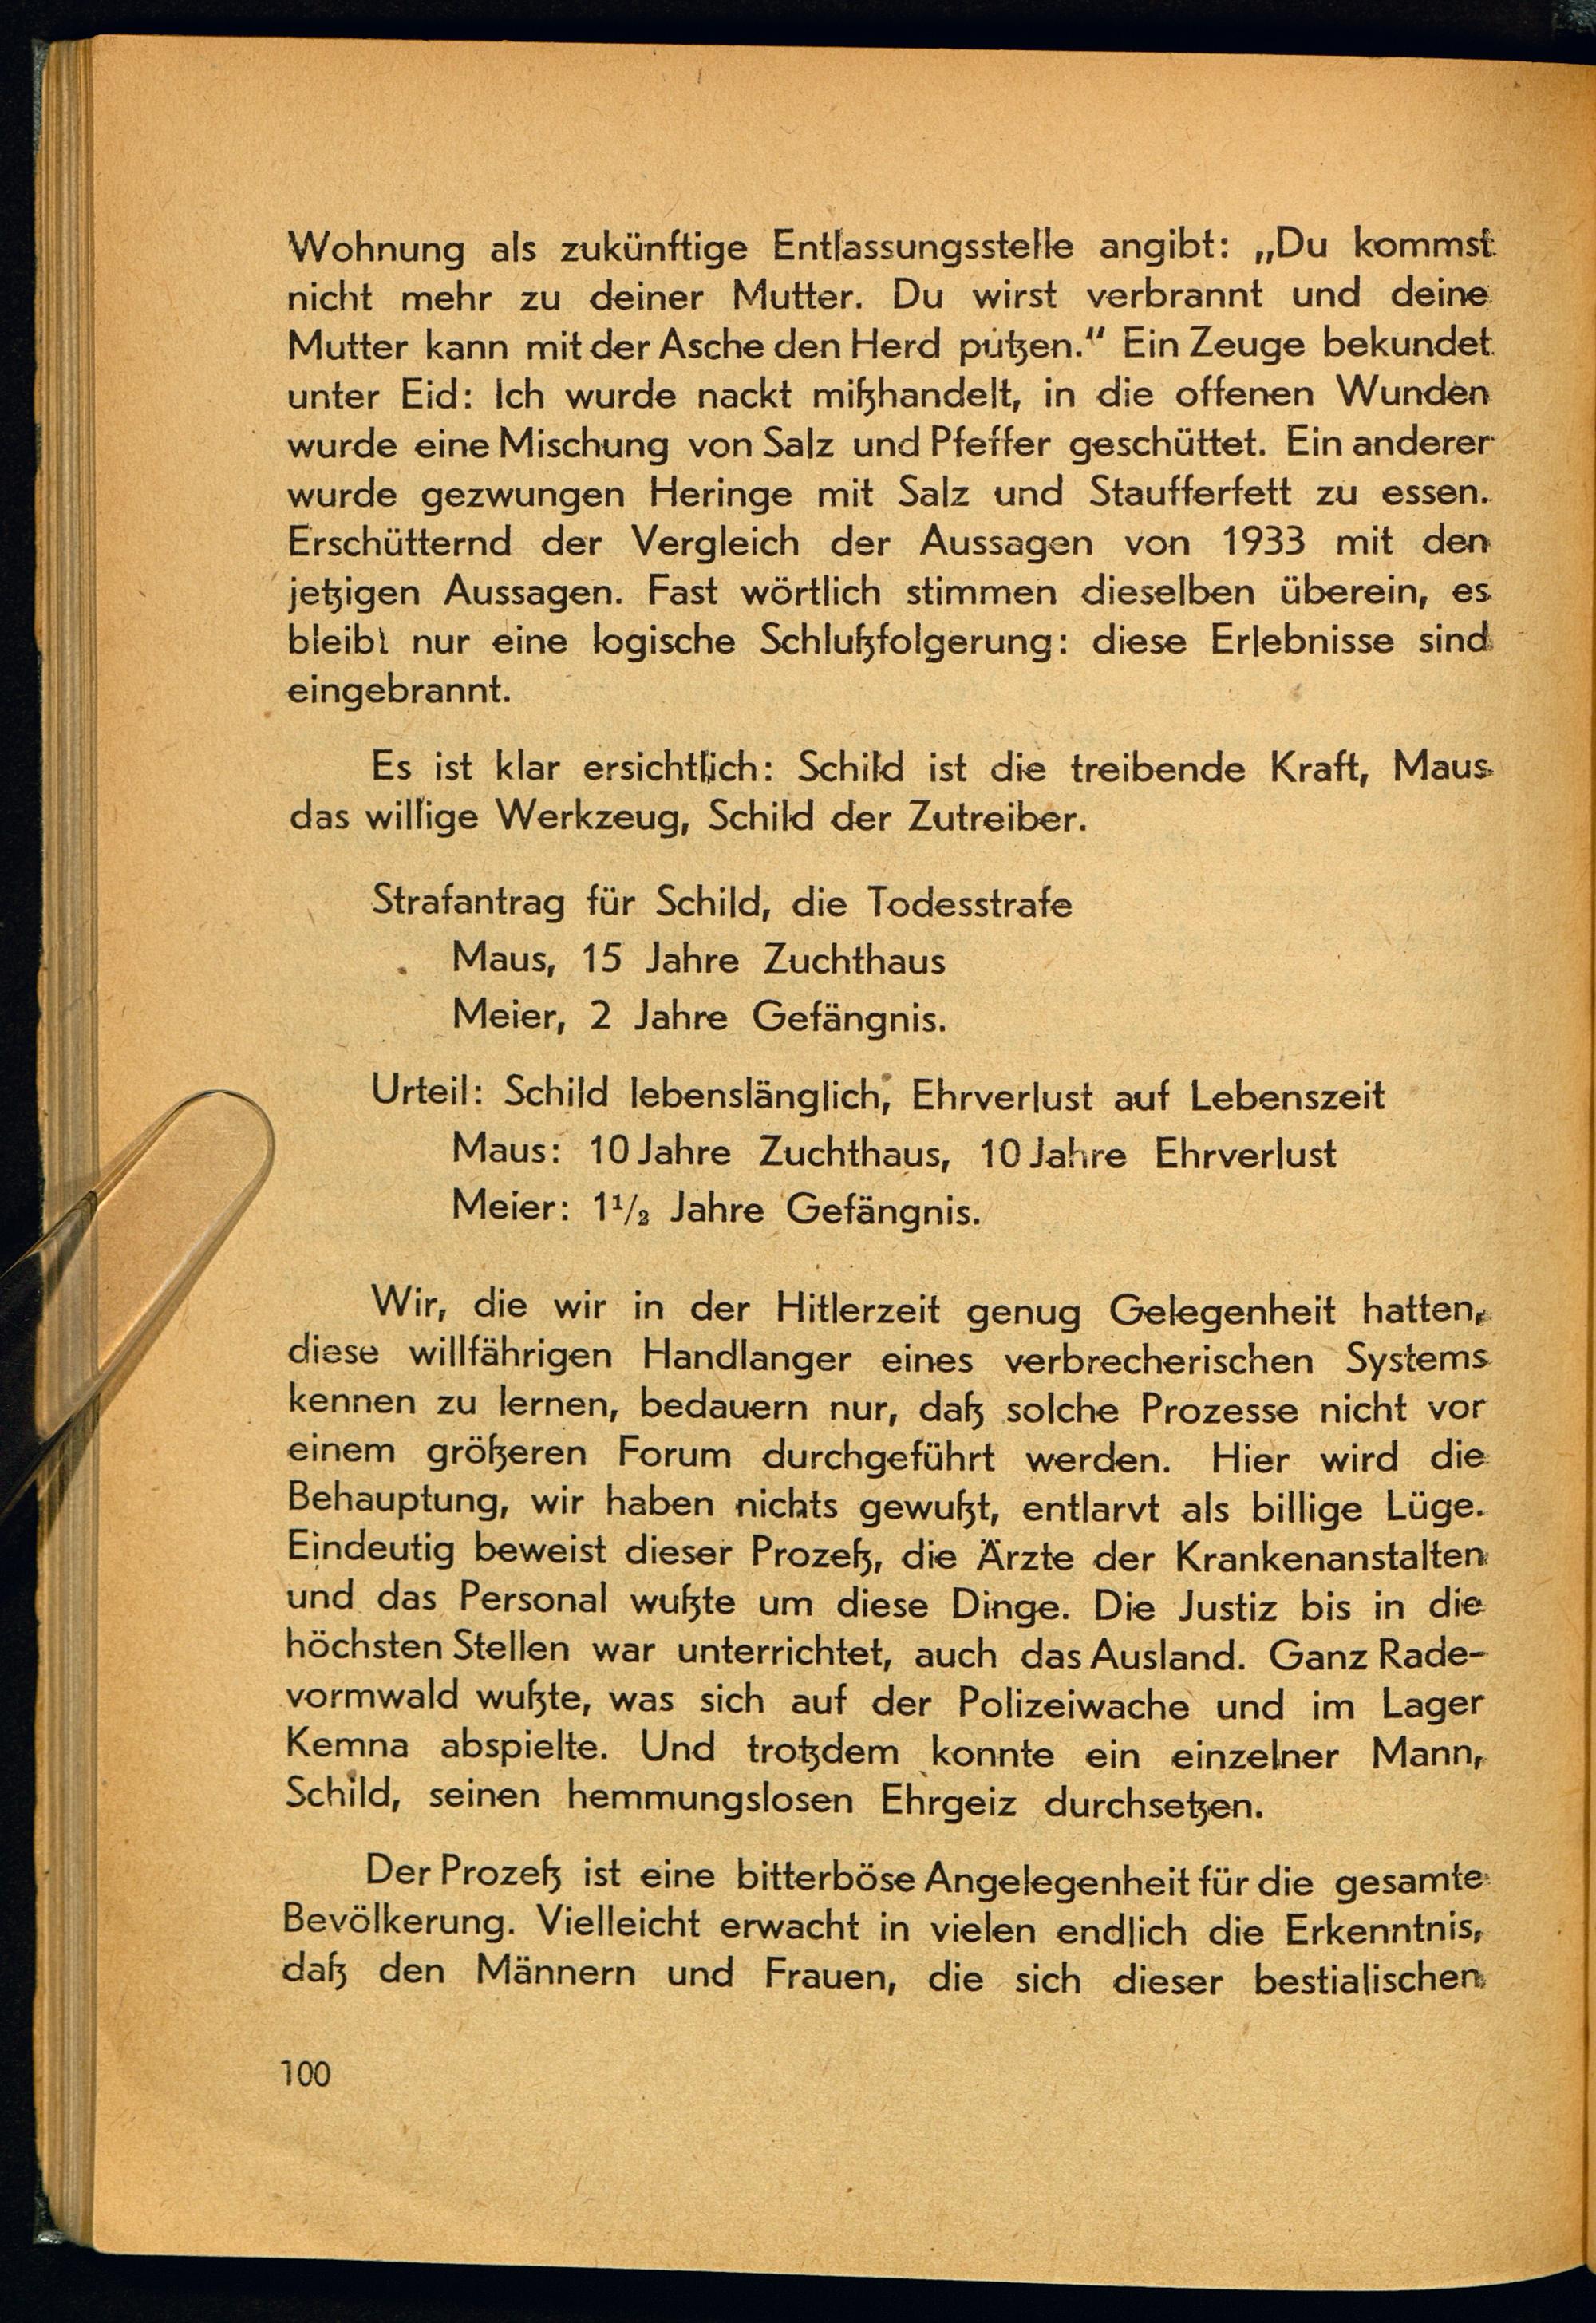 Wohnung als zukünftige Entlassungsstelle angibt: „Du kommst
nicht mehr zu deiner Mutter. Du wirst verbrannt und deine
Mutter kann mit der Asche den Herd putzen.“ Ein Zeuge bekundet
unter Eid: Ich wurde nackt mißhandelt, in die offenen Wunden
wurde eine Mischung von Salz und Pfeffer geschüttet. Ein anderer
wurde gezwungen Heringe mit Salz und Staufferfett zu essen.
Erschütternd der Vergleich der Aussagen von 1933 mit den
jetzigen Aussagen. Fast wörtlich stimmen dieselben überein, es
bleibt nur eine logische Schlußfolgerung: diese Erlebnisse sind
eingebrannt.
Es ist klar ersichtlich: Schild ist die treibende Kraft, Maus
das willige Werkzeug, Schild der Zutreiber.
Strafantrag für Schild, die Todesstrafe
Maus, 15 Jahre Zuchthaus
Meier, 2 Jahre Gefängnis.
Urteil: Schild lebenslänglich, Ehrverlust auf Lebenszeit
Maus: 10 Jahre Zuchthaus, 10 Jahre Ehrverlust
Meier: 1¹/₂ Jahre Gefängnis.
Wir, die wir in der Hitlerzeit genug Gelegenheit hatten,
diese willfährigen Handlanger eines verbrecherischen Systems
kennen zu lernen, bedauern nur, daß solche Prozesse nicht vor
einem größeren Forum durchgeführt werden. Hier wird die
Behauptung, wir haben nichts gewußt, entlarvt als billige Lüge.
Eindeutig beweist dieser Prozeß, die Ärzte der Krankenanstalten
und das Personal wußte um diese Dinge. Die Justiz bis in die
höchsten Stellen war unterrichtet, auch das Ausland. Ganz Rade-
vormwald wußte, was sich auf der Polizeiwache und im Lager
Kemna abspielte. Und trotzdem konnte ein einzelner Mann,
Schild, seinen hemmungslosen Ehrgeiz durchsetzen.
Der Prozeß ist eine bitterböse Angelegenheit für die gesamte
Bevölkerung. Vielleicht erwacht in vielen endlich die Erkenntnis,
daß den Männern und Frauen, die sich dieser bestialischen
100